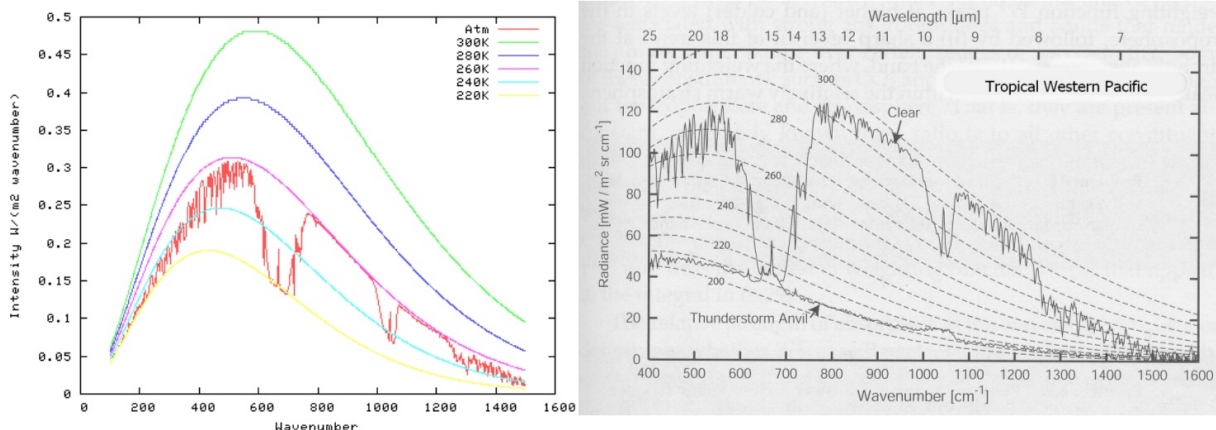 0.5
0.45
0.4
0.35
0.3
0.25
0.2
0.15
0.1
0.05
0
Intensity W/(m2 wavenumber)
Atm
300K
280K
260K
240K
220K
0 200 400 600 800 1000 1200 1400 1600
Wavenumber
Wavelength [μm]
25 20 18 16 15 14 13 12 11 10 9 8 7
140
120
100
80
60
40
20
0
Radiance [mW / m² sr cm⁻¹]
Tropical Western Pacific
300
Clear
280
260
240
220
200
Thunderstorm Anvil
400 500 600 700 800 900 1000 1100 1200 1300 1400 1500 1600
Wavenumber [cm⁻¹]